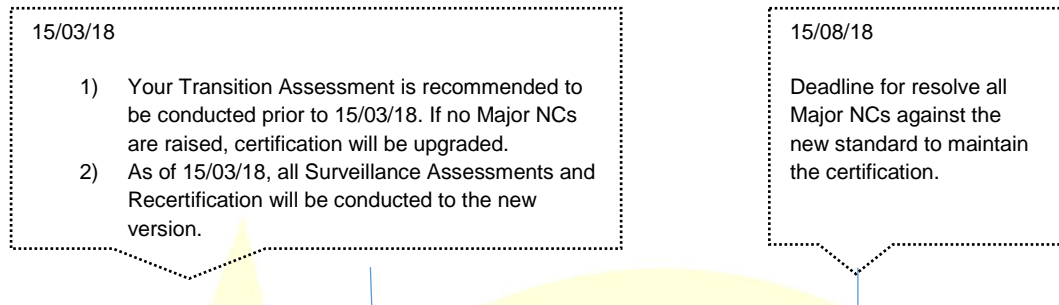 15/03/18
1) Your Transition Assessment is recommended to
be conducted prior to 15/03/18. If no Major NCs
are raised, certification will be upgraded.
2) As of 15/03/18, all Surveillance Assessments and
Recertification will be conducted to the new
version.
15/08/18
Deadline for resolve all
Major NCs against the
new standard to maintain
the certification.